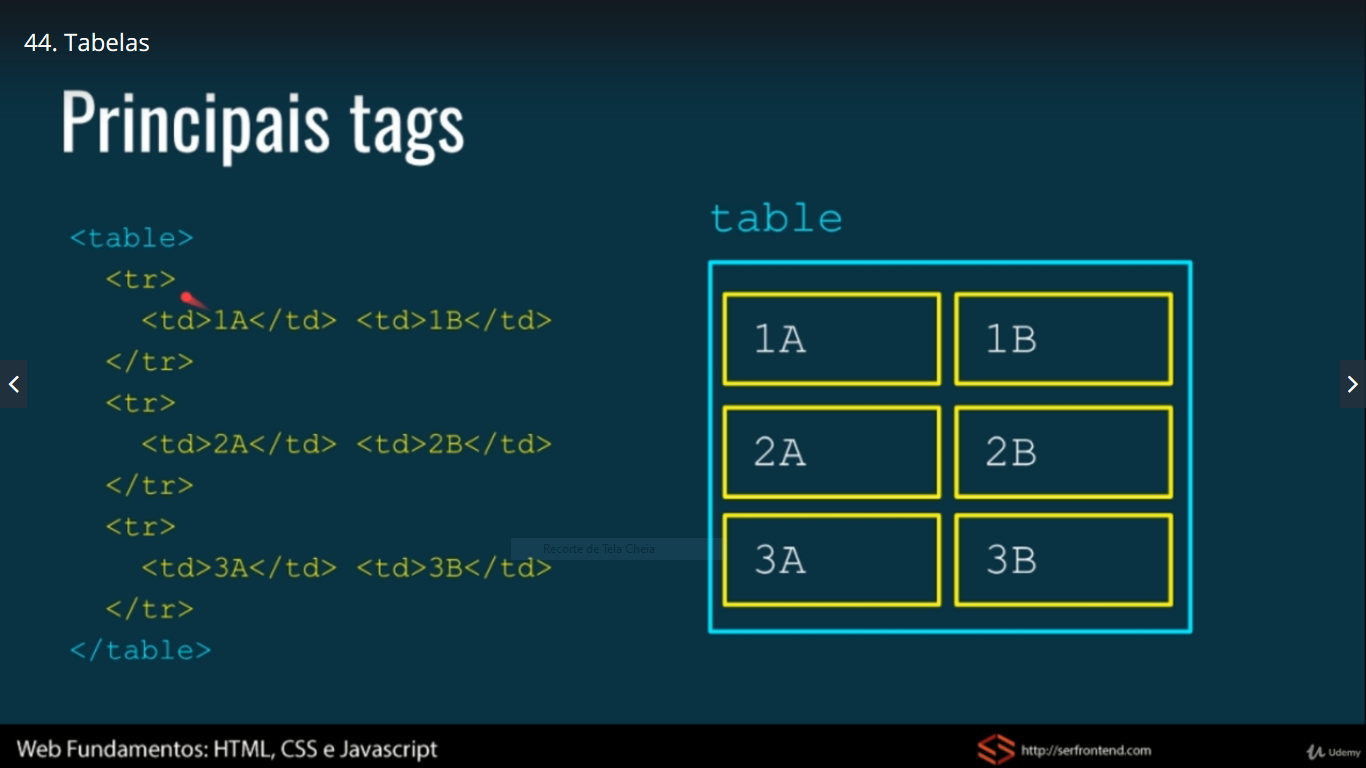 44. Tabelas
Principais tags
<table>
<tr>
<td>1A</td> <td>1B</td>
</tr>
<tr>
<td>2A</td> <td>2B</td>
</tr>
<tr>
<td>3A</td> <td>3B</td>
</tr>
</table>
table
1A 1B
2A 2B
3A 3B
Recorte de Tela Cheia
Web Fundamentos: HTML, CSS e Javascript
http://serfrontend.com
Udemy